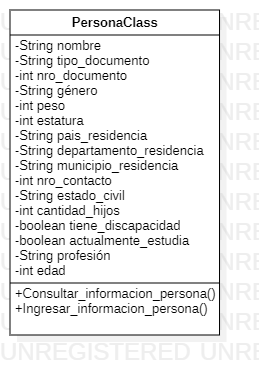 PersonaClass
-String nombre
-String tipo_documento
-int nro_documento
-String género
-int peso
-int estatura
-String pais_residencia
-String departamento_residencia
-String municipio_residencia
-int nro_contacto
-String estado_civil
-int cantidad_hijos
-boolean tiene_discapacidad
-boolean actualmente_estudia
-String profesión
-int edad
+Consultar_informacion_persona()
+Ingresar_informacion_persona()
UNREGISTERED UNRE